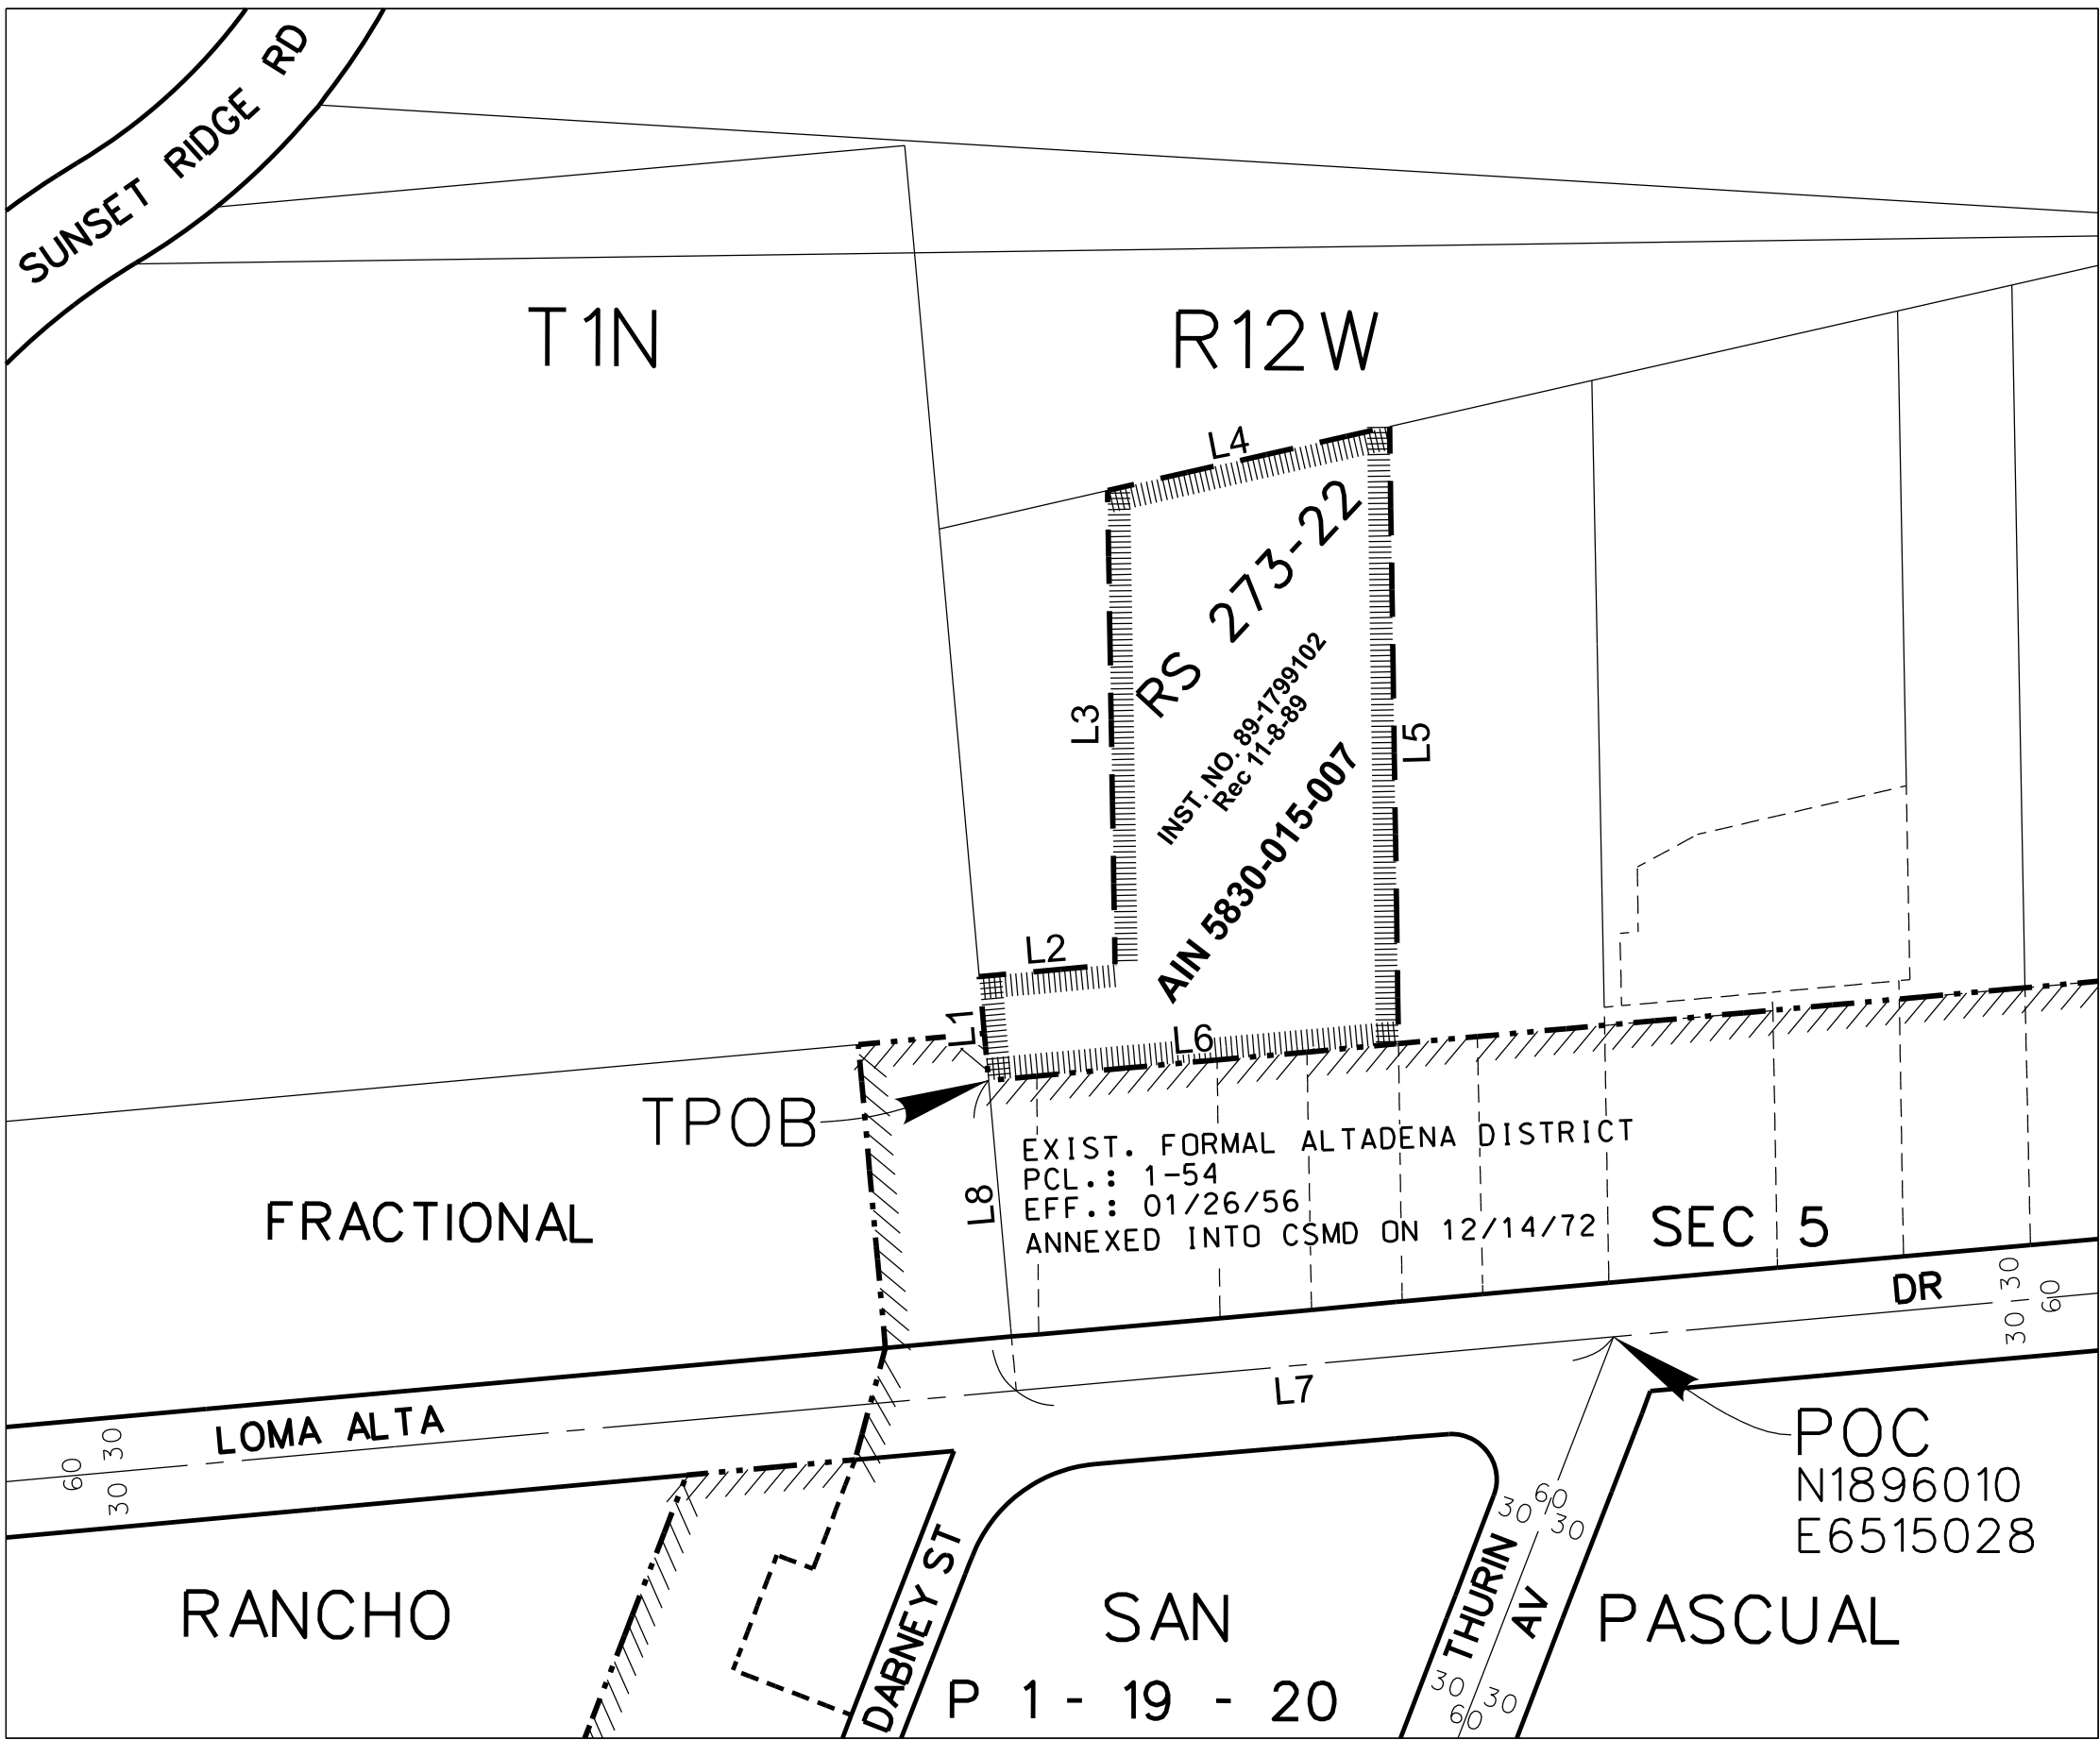 SUNSET RIDGE RD
T1N
R12W
L4
RS 273-22
INST. NO. 89-1799102
Rec 11-8-89
AIN 5830-015-007
L3
L5
L2
L1
L6
TPOB
EXIST. FORMAL ALTADENA DISTRICT
PCL.: 1-54
EFF.: 01/26/56
ANNEXED INTO CSMD ON 12/14/72
L8
FRACTIONAL
SEC 5
DR
30 30
60
L7
LOMA ALTA
60
30 30
POC
N1896010
E6515028
30 60 30
THURIN
AV
DABNEY ST
RANCHO
SAN
PASCUAL
P 1 - 19 - 20
30 60 30